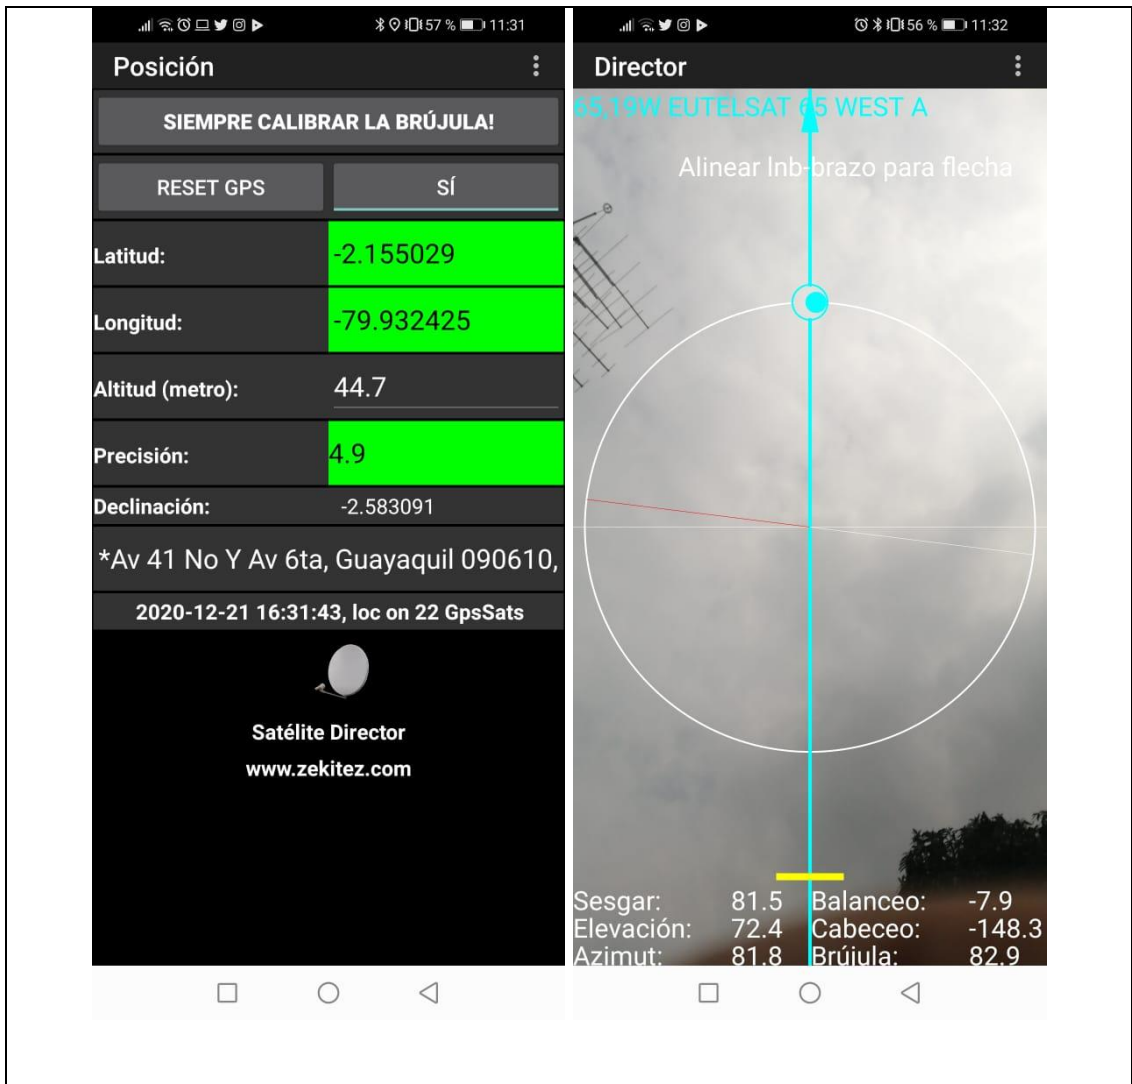 57 % 11:31
Posición
SIEMPRE CALIBRAR LA BRÚJULA!
RESET GPS SÍ
Latitud: -2.155029
Longitud: -79.932425
Altitud (metro): 44.7
Precisión: 4.9
Declinación: -2.583091
*Av 41 No Y Av 6ta, Guayaquil 090610,
2020-12-21 16:31:43, loc on 22 GpsSats
Satélite Director
www.zekitez.com
56 % 11:32
Director
65,19W EUTELSAT 65 WEST A
Alinear lnb-brazo para flecha
Sesgar: 81.5 Balanceo: -7.9
Elevación: 72.4 Cabeceo: -148.3
Azimut: 81.8 Brújula: 82.9